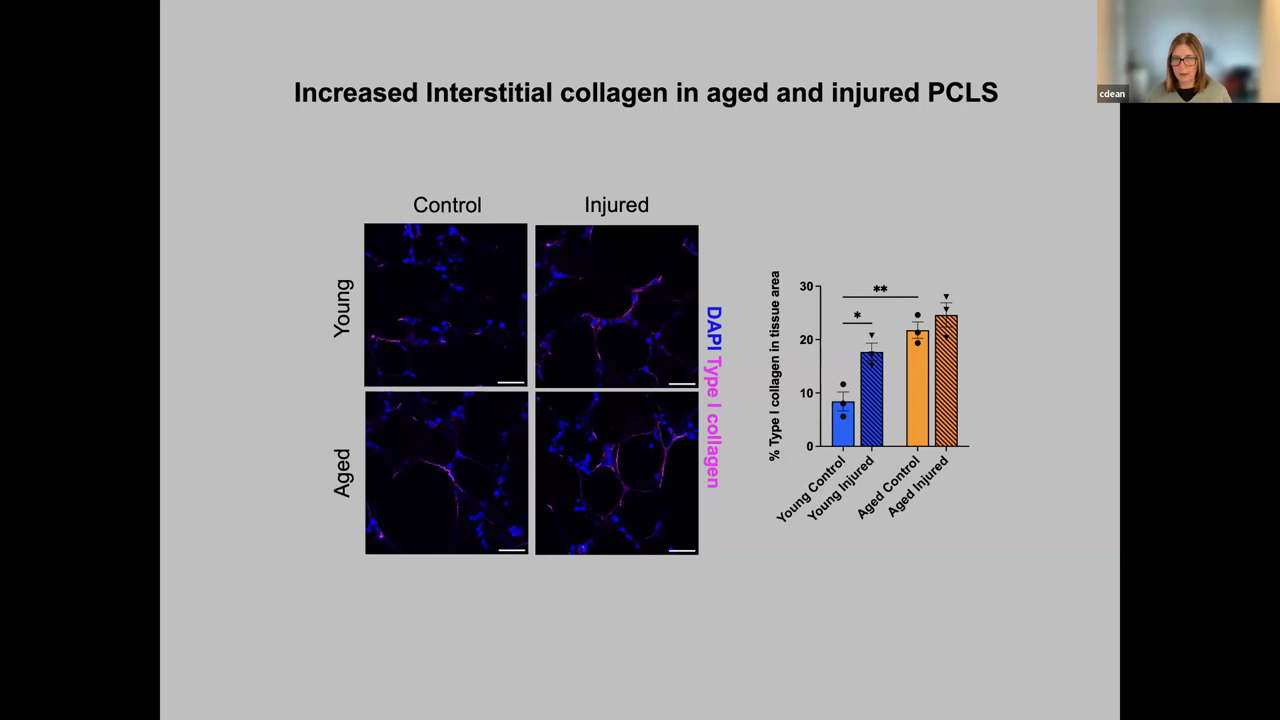 cdean
Increased Interstitial collagen in aged and injured PCLS
Control
Injured
Young
Aged
DAPI Type I collagen
% Type I collagen in tissue area
30
20
10
0
**
*
Young Control
Young Injured
Aged Control
Aged Injured